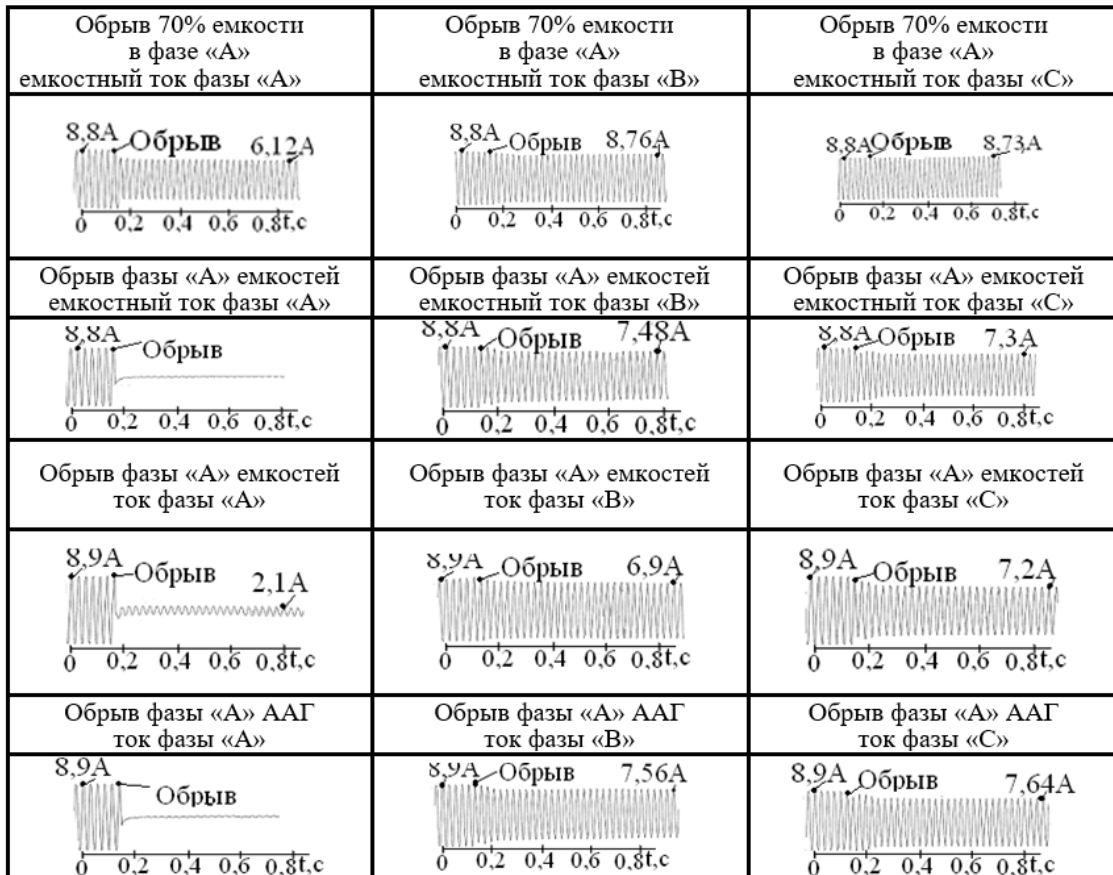 Обрыв 70% емкости
в фазе «А»
емкостный ток фазы «А»
Обрыв 70% емкости
в фазе «А»
емкостный ток фазы «В»
Обрыв 70% емкости
в фазе «А»
емкостный ток фазы «С»
8,8А Обрыв 6,12А
0 0,2 0,4 0,6 0,8t,с
8,8А Обрыв 8,76А
0 0,2 0,4 0,6 0,8t,с
8,8А Обрыв 8,73А
0 0,2 0,4 0,6 0,8t,с
Обрыв фазы «А» емкостей
емкостный ток фазы «А»
Обрыв фазы «А» емкостей
емкостный ток фазы «В»
Обрыв фазы «А» емкостей
емкостный ток фазы «С»
8,8А Обрыв
0 0,2 0,4 0,6 0,8t,с
8,8А Обрыв 7,48А
0 0,2 0,4 0,6 0,8t,с
8,8А Обрыв 7,3А
0 0,2 0,4 0,6 0,8t,с
Обрыв фазы «А» емкостей
ток фазы «А»
Обрыв фазы «А» емкостей
ток фазы «В»
Обрыв фазы «А» емкостей
ток фазы «С»
8,9А Обрыв 2,1А
0 0,2 0,4 0,6 0,8t,с
8,9А Обрыв 6,9А
0 0,2 0,4 0,6 0,8t,с
8,9А Обрыв 7,2А
0 0,2 0,4 0,6 0,8t,с
Обрыв фазы «А» ААГ
ток фазы «А»
Обрыв фазы «А» ААГ
ток фазы «В»
Обрыв фазы «А» ААГ
ток фазы «С»
8,9А Обрыв
0 0,2 0,4 0,6 0,8t,с
8,9А Обрыв 7,56А
0 0,2 0,4 0,6 0,8t,с
8,9А Обрыв 7,64А
0 0,2 0,4 0,6 0,8t,с